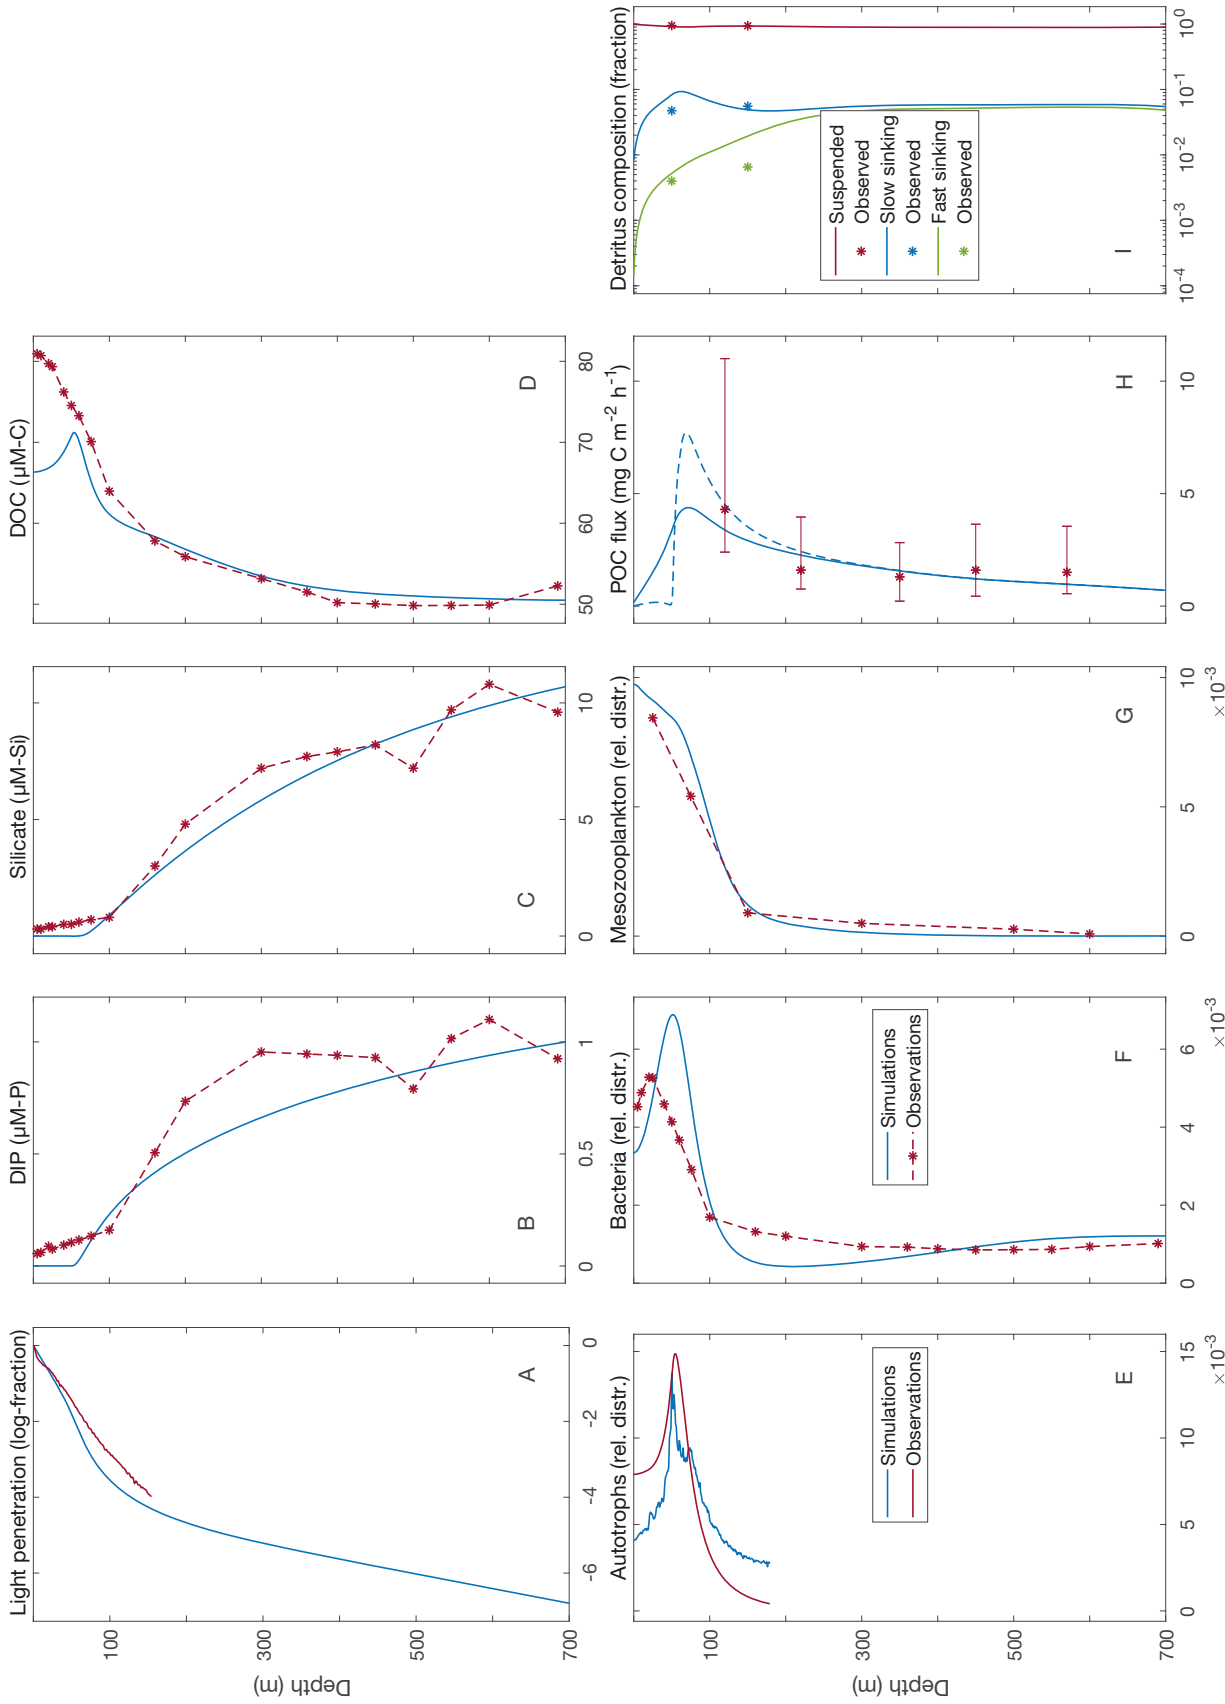 Light penetration (log-fraction)
A
100
300
500
700
Depth (m)
-6
-4
-2
0
DIP (µM-P)
B
0
0.5
1
Silicate (µM-Si)
C
0
5
10
DOC (µM-C)
D
50
60
70
80
Autotrophs (rel. distr.)
Simulations
Observations
E
100
300
500
700
Depth (m)
0
5
10
15
×10⁻³
Bacteria (rel. distr.)
Simulations
Observations
F
0
2
4
6
×10⁻³
Mesozooplankton (rel. distr.)
G
0
5
10
×10⁻³
POC flux (mg C m⁻² h⁻¹)
H
0
5
10
Detritus composition (fraction)
Suspended
Observed
Slow sinking
Observed
Fast sinking
Observed
I
10⁻⁴
10⁻³
10⁻²
10⁻¹
10⁰